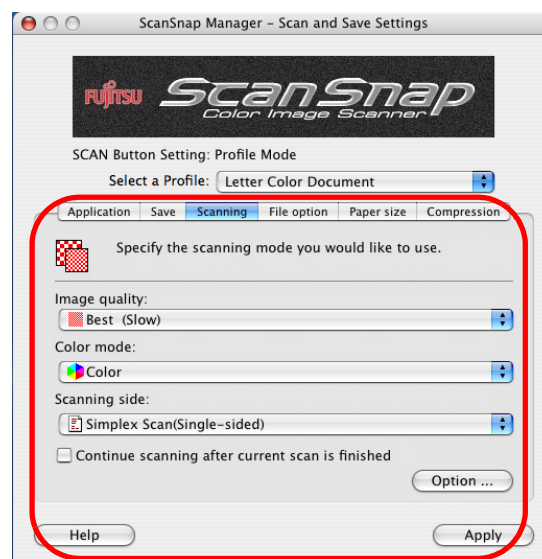 ScanSnap Manager – Scan and Save Settings
FUJITSU ScanSnap
Color Image Scanner
SCAN Button Setting: Profile Mode
Select a Profile: Letter Color Document
Application Save Scanning File option Paper size Compression
Specify the scanning mode you would like to use.
Image quality:
Best (Slow)
Color mode:
Color
Scanning side:
Simplex Scan(Single-sided)
Continue scanning after current scan is finished
Option ...
Help Apply